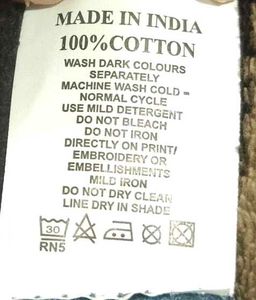 MADE IN INDIA
100%COTTON
WASH DARK COLOURS
SEPARATELY
MACHINE WASH COLD -
NORMAL CYCLE
USE MILD DETERGENT
DO NOT BLEACH
DO NOT IRON
DIRECTLY ON PRINT/
EMBROIDERY OR
EMBELLISHMENTS
MILD IRON
DO NOT DRY CLEAN
LINE DRY IN SHADE
30
RN5